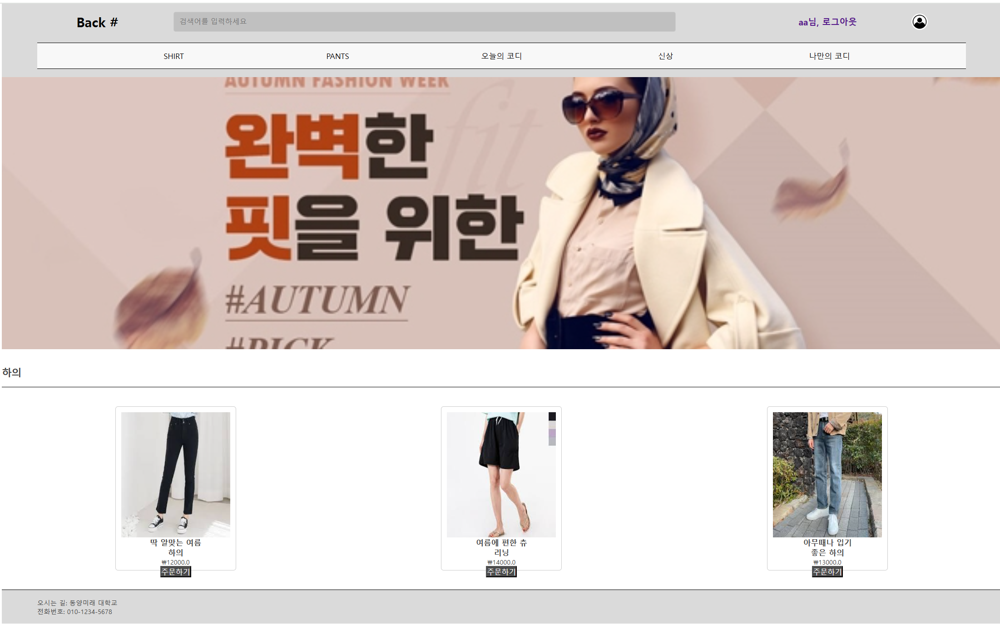 Back #
검색어를 입력하세요
aa님, 로그아웃
SHIRT
PANTS
오늘의 코디
신상
나만의 코디
AUTUMN FASHION WEEK
fit
완벽한
핏을 위한
#AUTUMN
#PICK
하의
딱 알맞는 여름
하의
₩12000.0
주문하기
여름에 편한 츄
리닝
₩14000.0
주문하기
아무때나 입기
좋은 하의
₩13000.0
주문하기
오시는 길: 동양미래 대학교
전화번호: 010-1234-5678